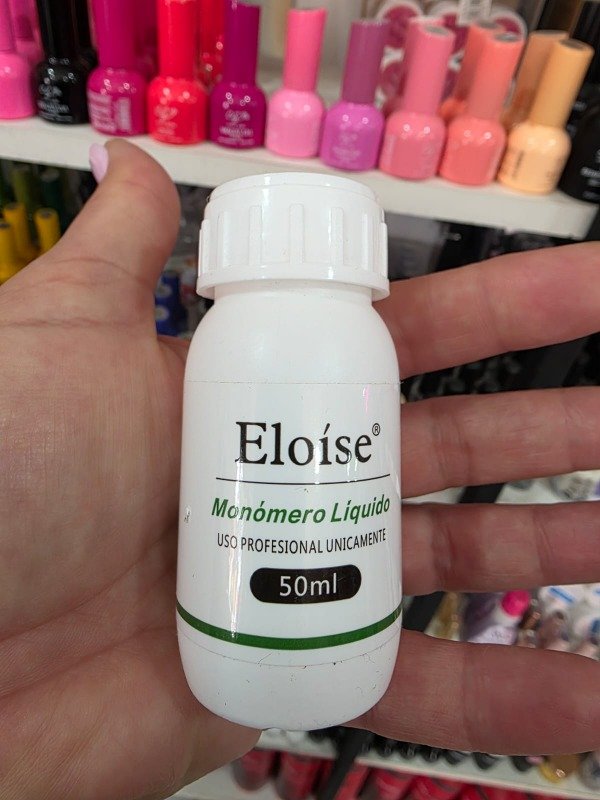 Eloíse®
Monómero Líquido
USO PROFESIONAL UNICAMENTE
50ml